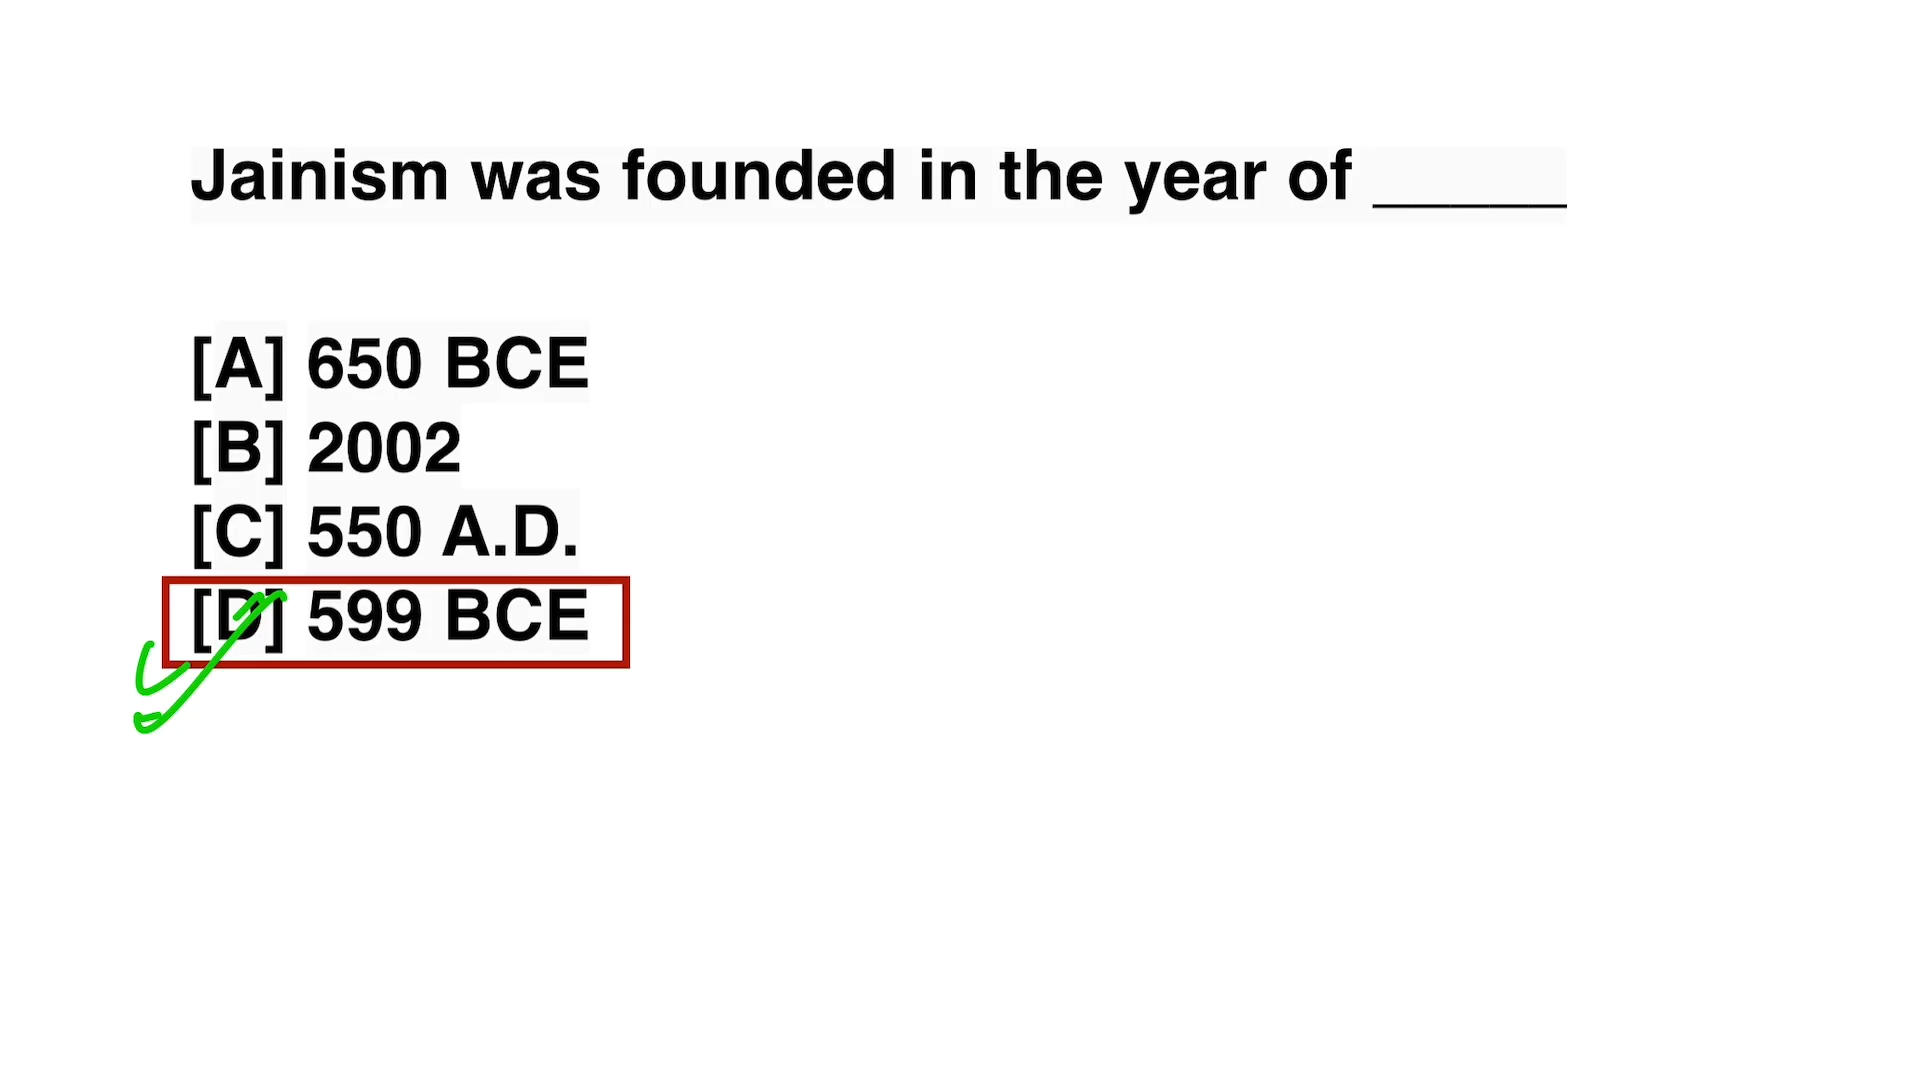 Jainism was founded in the year of ______
[A] 650 BCE
[B] 2002
[C] 550 A.D.
[D] 599 BCE